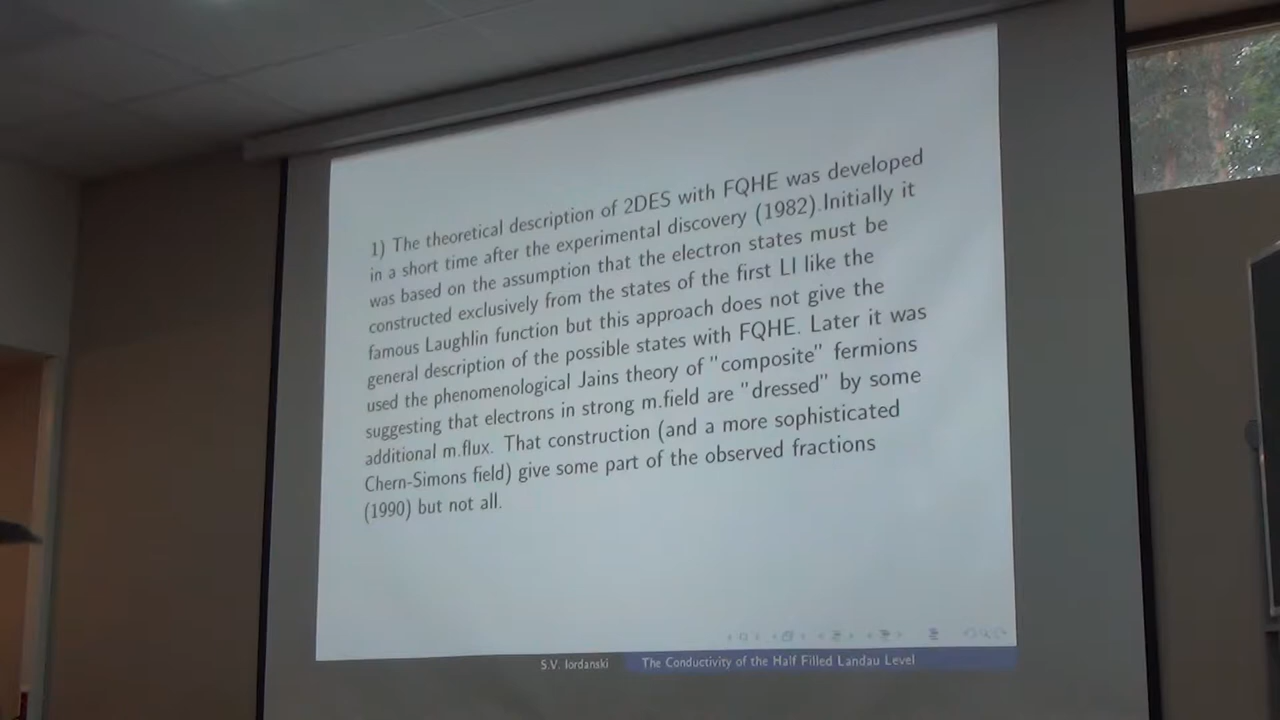 1) The theoretical description of 2DES with FQHE was developed
in a short time after the experimental discovery (1982).Initially it
was based on the assumption that the electron states must be
constructed exclusively from the states of the first Ll like the
famous Laughlin function but this approach does not give the
general description of the possible states with FQHE. Later it was
used the phenomenological Jains theory of "composite" fermions
suggesting that electrons in strong m.field are "dressed" by some
additional m.flux. That construction (and a more sophisticated
Chern-Simons field) give some part of the observed fractions
(1990) but not all.
S.V. Iordanski The Conductivity of the Half Filled Landau Level